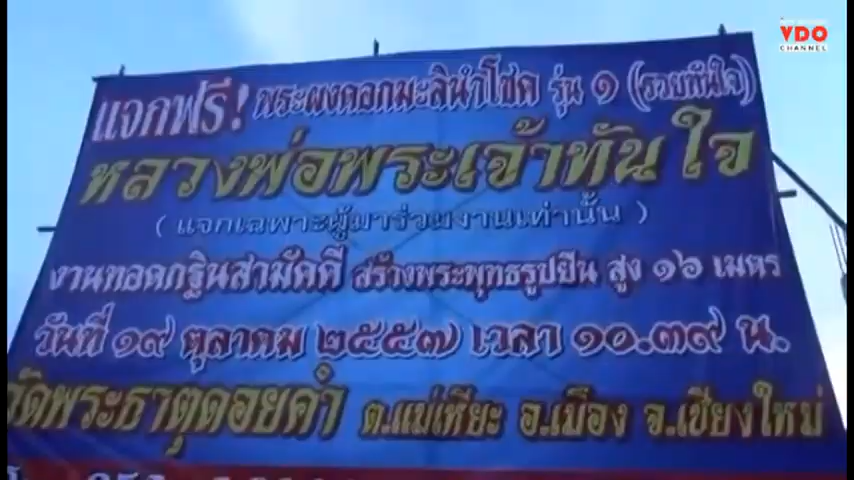 VDO
CHANNEL
แจกฟรี! พระผงดอกมะลินำโชค รุ่น ๑ (รวยทันใจ)
หลวงพ่อพระเจ้าทันใจ
(แจกเฉพาะผู้มาร่วมงานเท่านั้น)
งานทอดกฐินสามัคคี สร้างพระพุทธรูปยืน สูง ๑๖ เมตร
วันที่ ๑๙ ตุลาคม ๒๕๕๗ เวลา ๑๐.๓๙ น.
วัดพระธาตุดอยคำ ต.แม่เหียะ อ.เมือง จ.เชียงใหม่